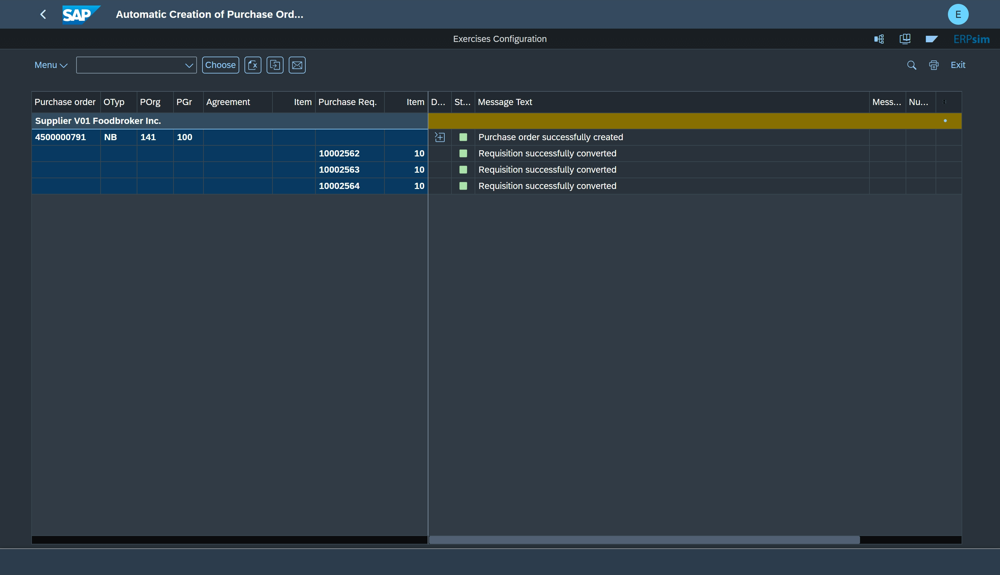 SAP Automatic Creation of Purchase Ord... E
Exercises Configuration ERPsim
Menu Choose Exit
Purchase order OTyp POrg PGr Agreement Item Purchase Req. Item D... St... Message Text Mess... Nu...
Supplier V01 Foodbroker Inc.
4500000791 NB 141 100 Purchase order successfully created
10002562 10 Requisition successfully converted
10002563 10 Requisition successfully converted
10002564 10 Requisition successfully converted